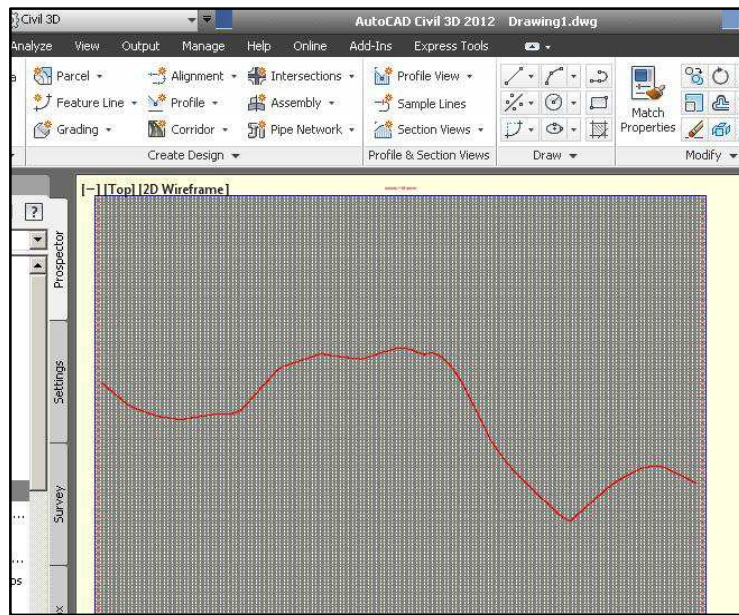 Civil 3D
AutoCAD Civil 3D 2012 Drawing1.dwg
Analyze View Output Manage Help Online Add-Ins Express Tools
Parcel Alignment Intersections Profile View
Feature Line Profile Assembly Sample Lines
Grading Corridor Pipe Network Section Views
Match
Properties
Create Design Profile & Section Views Draw Modify
[−] [Top] [2D Wireframe]
?
Prospector
Settings
Survey
...
...